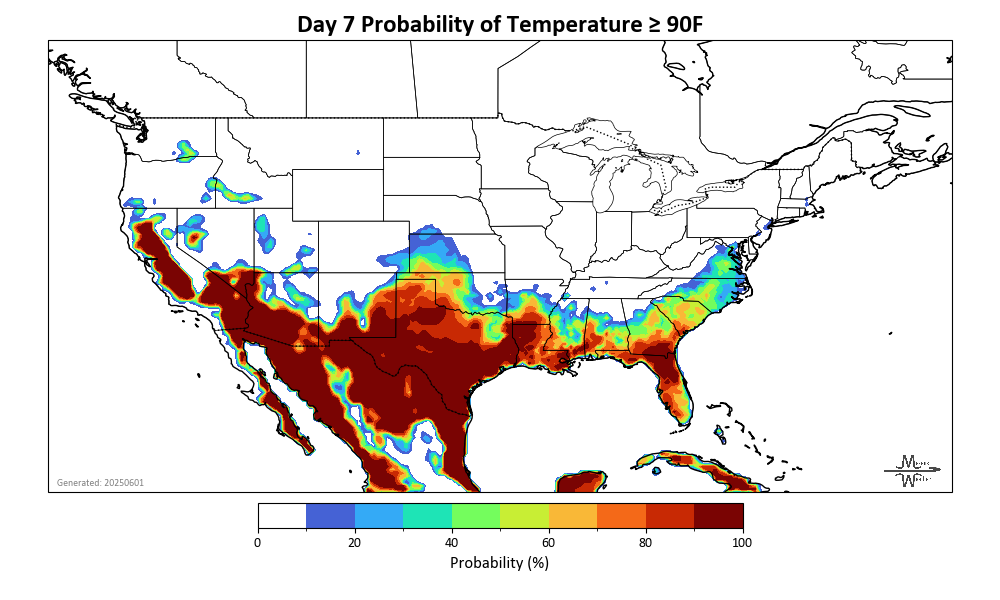 Day 7 Probability of Temperature ≥ 90F
Generated: 20250601
0 20 40 60 80 100
Probability (%)